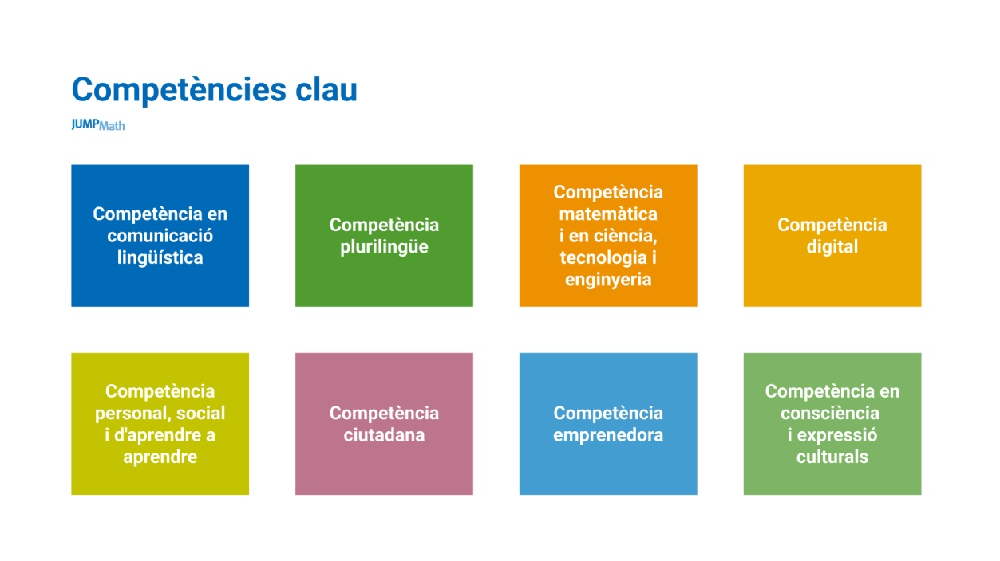 Competències clau
JUMPMath
Competència en
comunicació
lingüística
Competència
plurilingüe
Competència
matemàtica
i en ciència,
tecnologia i
enginyeria
Competència
digital
Competència
personal, social
i d'aprendre a
aprendre
Competència
ciutadana
Competència
emprenedora
Competència en
consciència
i expressió
culturals